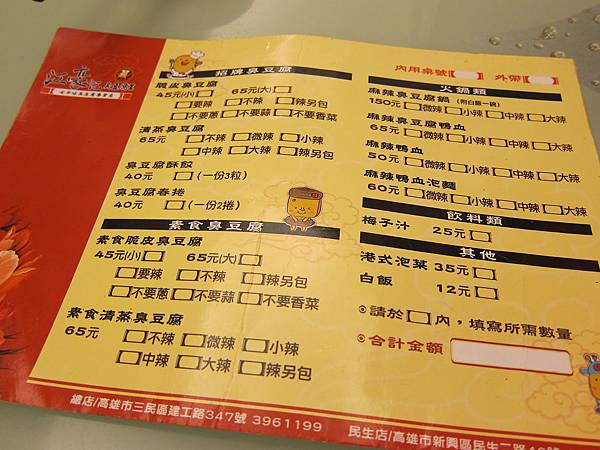 江豪記臭豆腐王
招牌臭豆腐
脆皮臭豆腐
45元(小)□ 65元(大)□
□要辣 □不辣 □辣另包
□不要蔥 □不要蒜 □不要香菜
清蒸臭豆腐
65元 □不辣 □微辣 □小辣
□中辣 □大辣 □辣另包
臭豆腐酥餃
40元 □(一份3粒)
臭豆腐春捲
40元 □(一份2捲)
素食臭豆腐
素食脆皮臭豆腐
45元(小)□ 65元(大)□
□要辣 □不辣 □辣另包
□不要蔥 □不要蒜 □不要香菜
素食清蒸臭豆腐
65元 □不辣 □微辣 □小辣
□中辣 □大辣 □辣另包
內用桌號 外帶
火鍋類
麻辣臭豆腐鍋(附白飯一碗)
150元 □微辣 □小辣 □中辣 □大辣
麻辣臭豆腐鴨血
65元 □微辣 □小辣 □中辣 □大辣
麻辣鴨血
50元 □微辣 □小辣 □中辣 □大辣
麻辣鴨血泡麵
60元 □微辣 □小辣 □中辣 □大辣
飲料類
梅子汁 25元 □
其他
港式泡菜 35元 □
白飯 12元 □
◎請於□內,填寫所需數量
◎合計金額
總店/高雄市三民區建工路347號 3961199
民生店/高雄市新興區民生二路